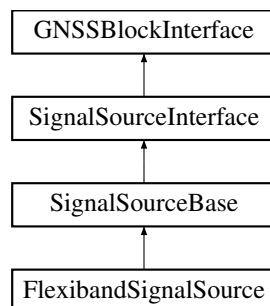 GNSSBlockInterface
SignalSourceInterface
SignalSourceBase
FlexibandSignalSource